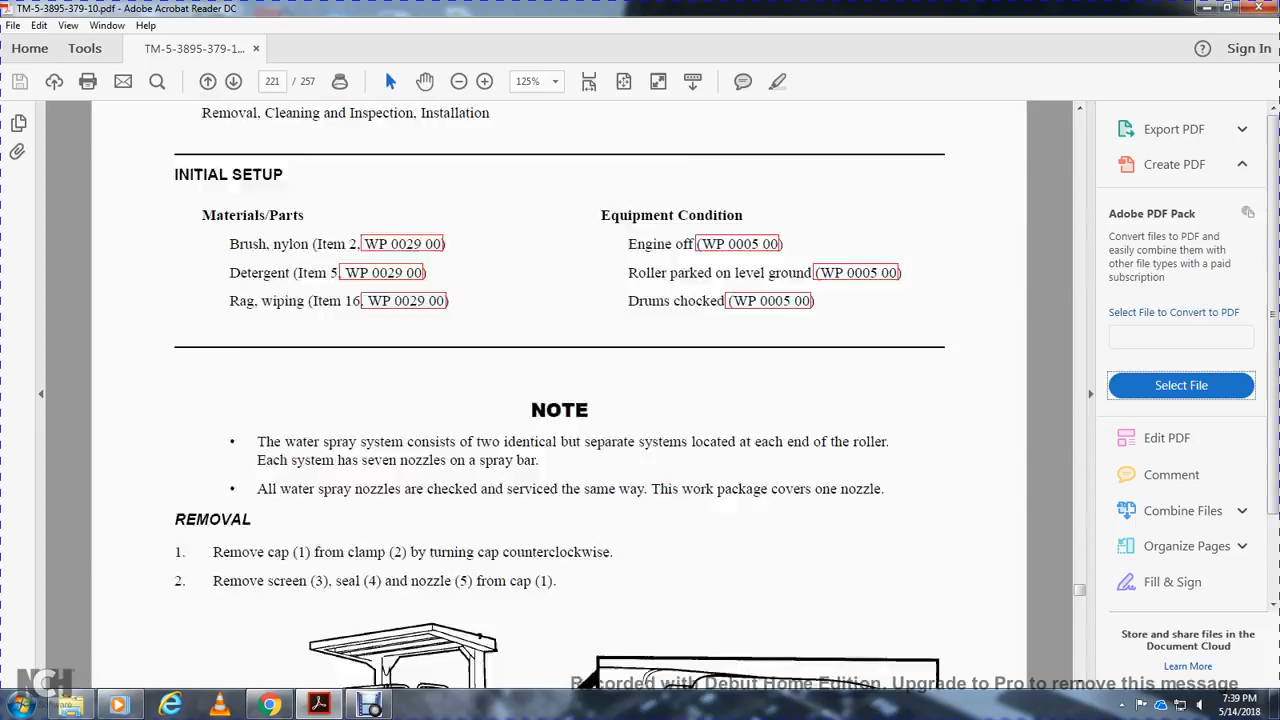 TM-5-3895-379-10.pdf - Adobe Acrobat Reader DC
File Edit View Window Help
Home Tools TM-5-3895-379-1... × Sign In
221 / 257 125%
Removal, Cleaning and Inspection, Installation
INITIAL SETUP
Materials/Parts
Brush, nylon (Item 2, WP 0029 00)
Detergent (Item 5, WP 0029 00)
Rag, wiping (Item 16, WP 0029 00)
Equipment Condition
Engine off (WP 0005 00)
Roller parked on level ground (WP 0005 00)
Drums chocked (WP 0005 00)
NOTE
• The water spray system consists of two identical but separate systems located at each end of the roller.
Each system has seven nozzles on a spray bar.
• All water spray nozzles are checked and serviced the same way. This work package covers one nozzle.
REMOVAL
1. Remove cap (1) from clamp (2) by turning cap counterclockwise.
2. Remove screen (3), seal (4) and nozzle (5) from cap (1).
Export PDF
Create PDF
Adobe PDF Pack
Convert files to PDF and
easily combine them with
other file types with a paid
subscription
Select File to Convert to PDF
Select File
Edit PDF
Comment
Combine Files
Organize Pages
Fill & Sign
Store and share files in the
Document Cloud
Learn More
NCH
Software
Recorded with Debut Home Edition. Upgrade to Pro to remove this message
7:39 PM
5/14/2018